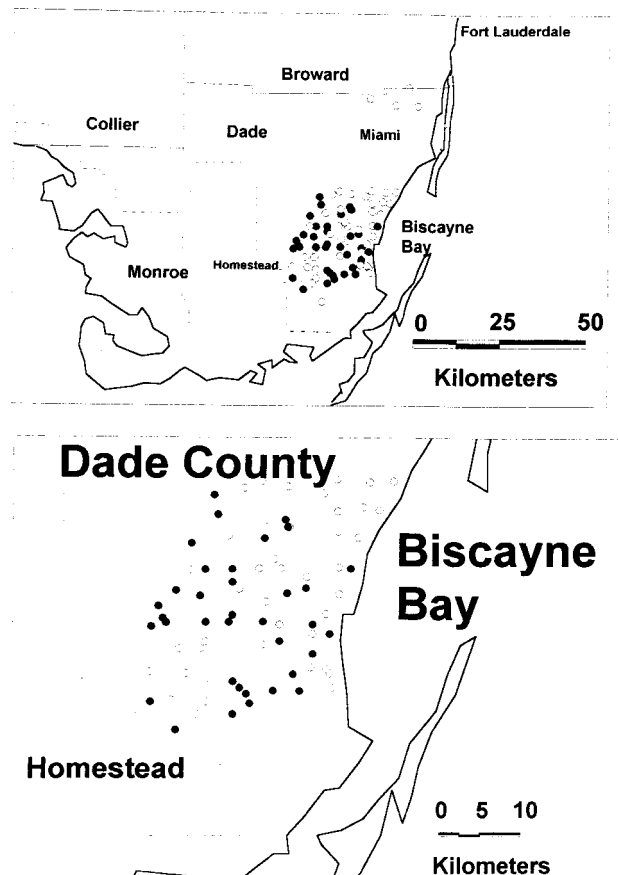 Fort Lauderdale
Broward
Collier
Dade
Miami
Biscayne
Bay
Monroe
Homestead
0 25 50
Kilometers
Dade County
Biscayne
Bay
Homestead
0 5 10
Kilometers